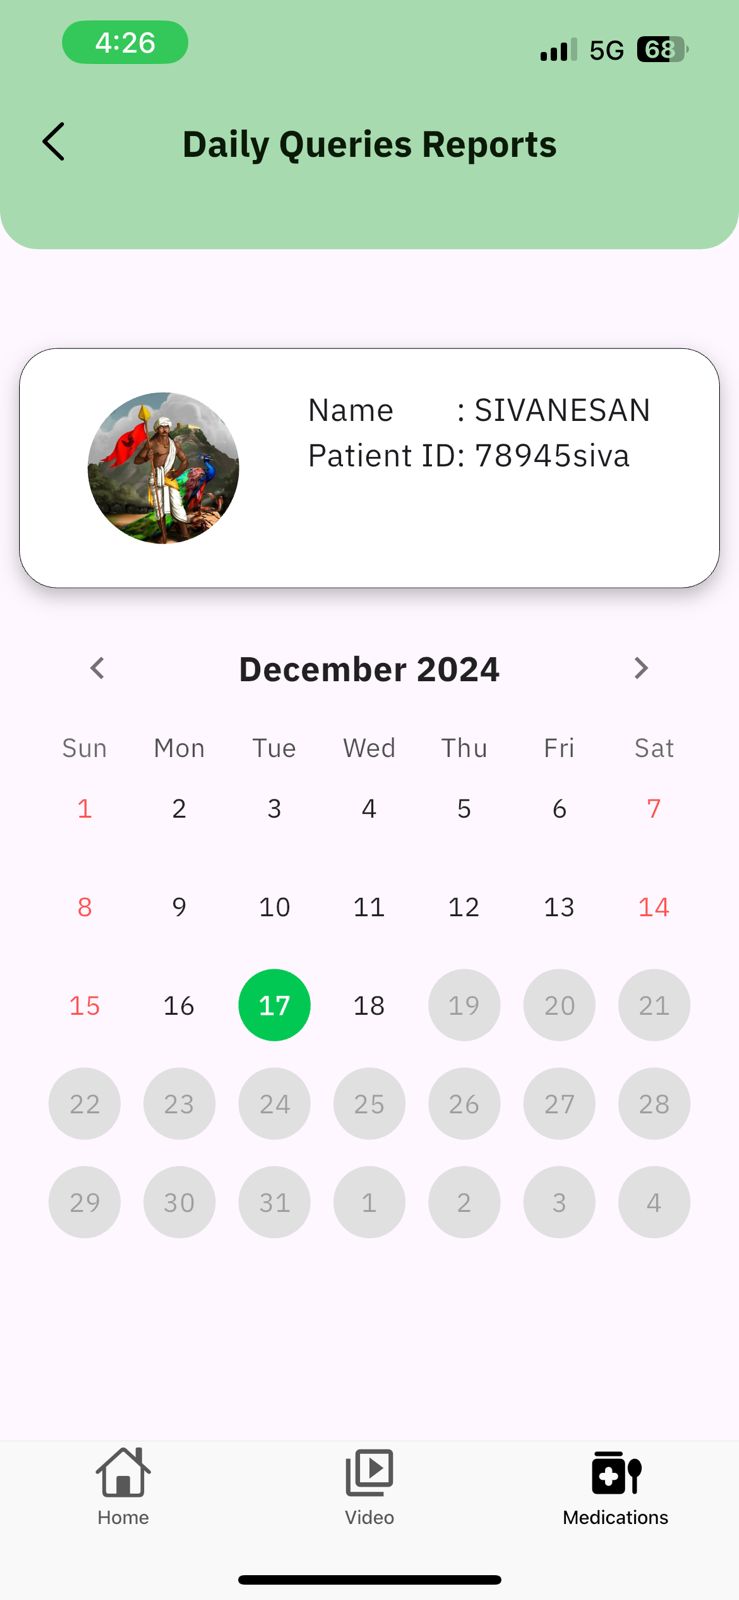 4:26
5G 68
Daily Queries Reports
Name : SIVANESAN
Patient ID: 78945siva
December 2024
Sun Mon Tue Wed Thu Fri Sat
1 2 3 4 5 6 7
8 9 10 11 12 13 14
15 16 17 18 19 20 21
22 23 24 25 26 27 28
29 30 31 1 2 3 4
Home Video Medications